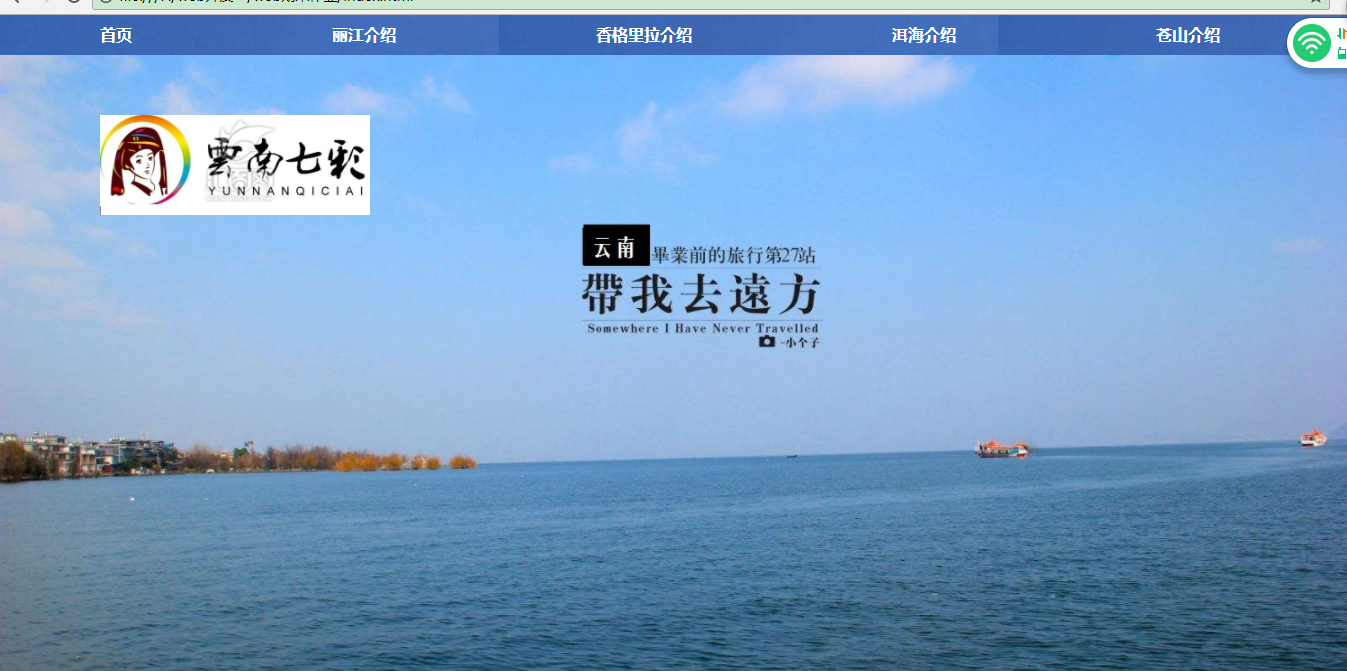 首页 丽江介绍 香格里拉介绍 洱海介绍 苍山介绍
雲南七彩
YUNNANQICIAI
云南 畢業前的旅行第27站
帶我去遠方
Somewhere I Have Never Travelled
-小个子